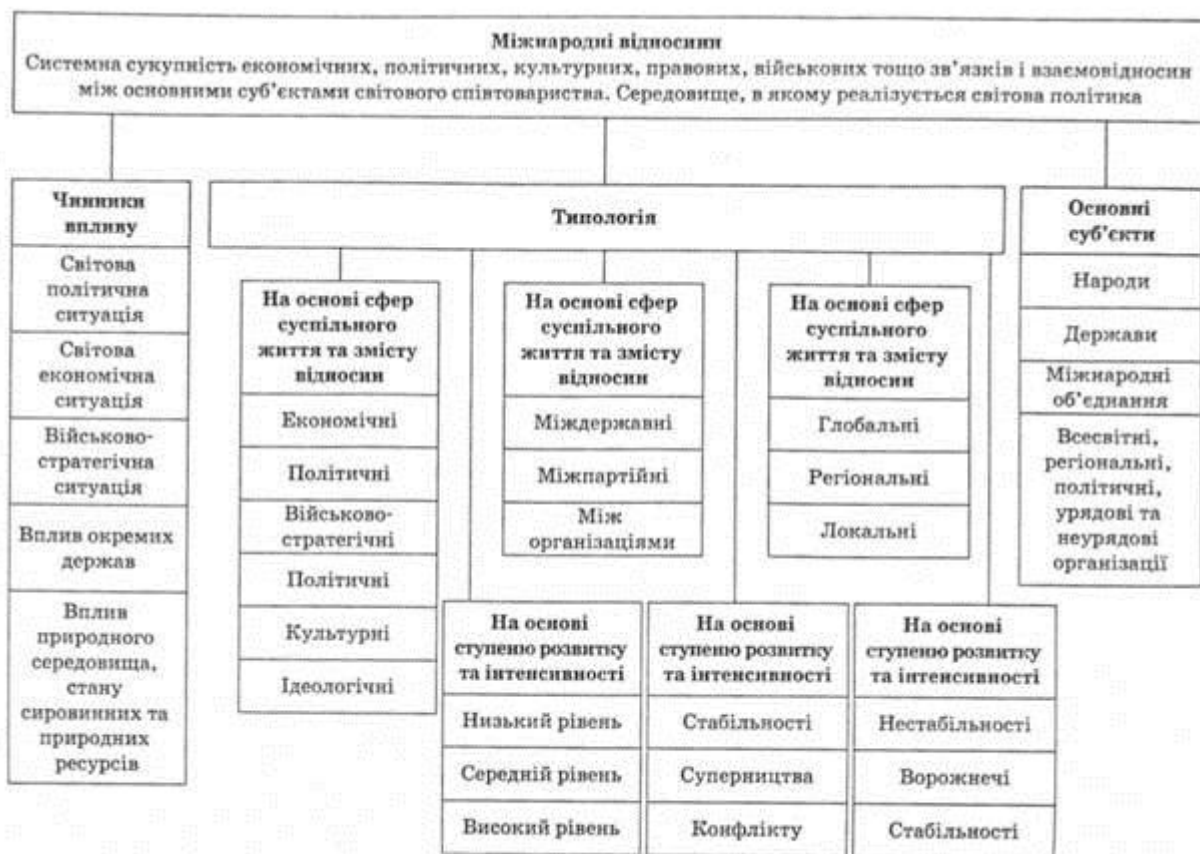 Міжнародні відносини
Системна сукупність економічних, політичних, культурних, правових, військових тощо зв’язків і взаємовідносин
між основними суб’єктами світового співтовариства. Середовище, в якому реалізується світова політика
Чинники
впливу
Світова
політична
ситуація
Світова
економічна
ситуація
Військово-
стратегічна
ситуація
Вплив окремих
держав
Вплив
природного
середовища,
стану
сировинних та
природних
ресурсів
Типологія
На основі сфер
суспільного
життя та змісту
відносин
Економічні
Політичні
Військово-
стратегічні
Політичні
Культурні
Ідеологічні
На основі сфер
суспільного
життя та змісту
відносин
Міждержавні
Міжпартійні
Між
організаціями
На основі сфер
суспільного
життя та змісту
відносин
Глобальні
Регіональні
Локальні
На основі
ступеню розвитку
та інтенсивності
Низький рівень
Середній рівень
Високий рівень
На основі
ступеню розвитку
та інтенсивності
Стабільності
Суперництва
Конфлікту
На основі
ступеню розвитку
та інтенсивності
Нестабільності
Ворожнечі
Стабільності
Основні
суб’єкти
Народи
Держави
Міжнародні
об’єднання
Всесвітні,
регіональні,
політичні,
урядові та
неурядові
організації